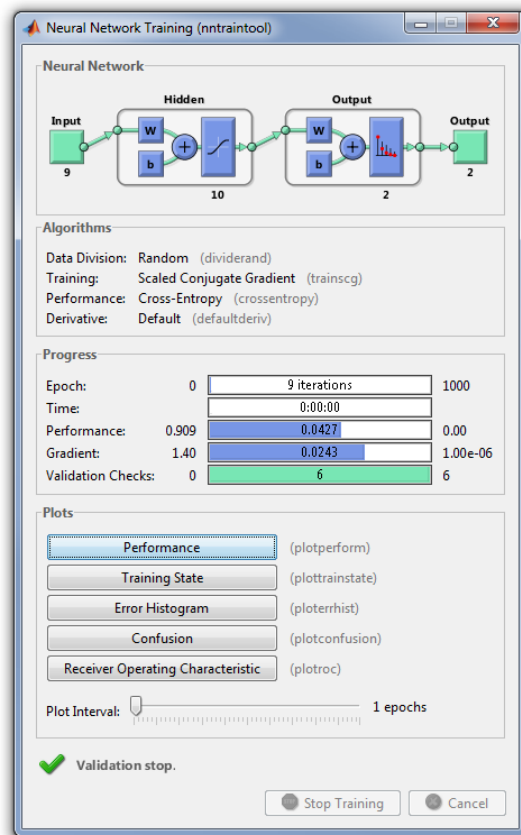 Neural Network Training (nntraintool)
Neural Network
Hidden Output
Input Output
W W
b b
+ +
9 10 2 2
Algorithms
Data Division: Random (dividerand)
Training: Scaled Conjugate Gradient (trainscg)
Performance: Cross-Entropy (crossentropy)
Derivative: Default (defaultderiv)
Progress
Epoch: 0 9 iterations 1000
Time: 0:00:00
Performance: 0.909 0.0427 0.00
Gradient: 1.40 0.0243 1.00e-06
Validation Checks: 0 6 6
Plots
Performance (plotperform)
Training State (plottrainstate)
Error Histogram (ploterrhist)
Confusion (plotconfusion)
Receiver Operating Characteristic (plotroc)
Plot Interval: 1 epochs
Validation stop.
Stop Training Cancel